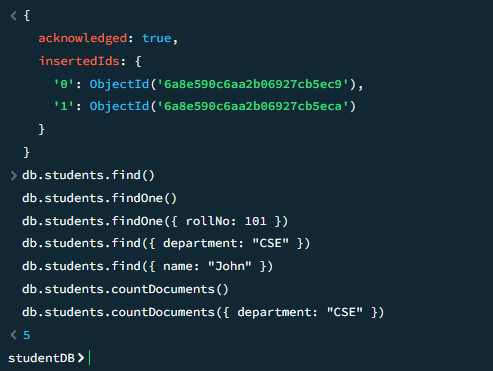 < {
acknowledged: true,
insertedIds: {
'0': ObjectId('6a8e590c6aa2b06927cb5ec9'),
'1': ObjectId('6a8e590c6aa2b06927cb5eca')
}
}
> db.students.find()
db.students.findOne()
db.students.findOne({ rollNo: 101 })
db.students.find({ department: "CSE" })
db.students.find({ name: "John" })
db.students.countDocuments()
db.students.countDocuments({ department: "CSE" })
< 5
studentDB>